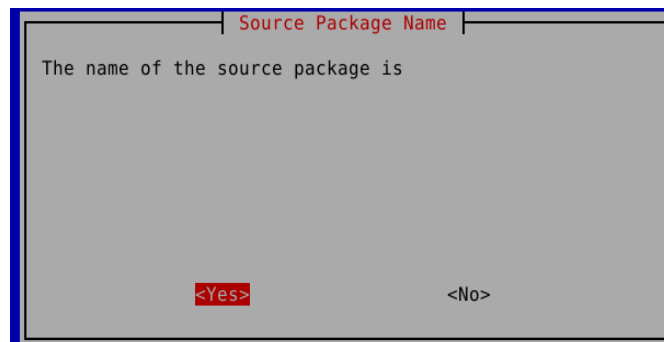 Source Package Name
The name of the source package is
<Yes> <No>